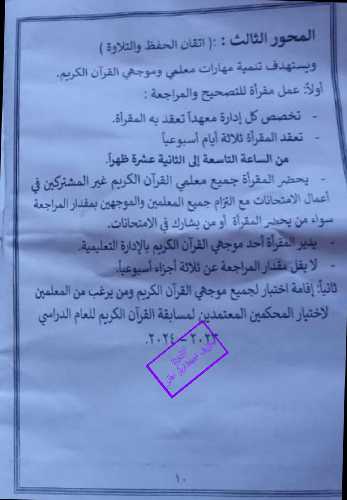 المحور الثالث : :( اتقان الحفظ والتلاوة )
ويستهدف تنمية مهارات معلمي وموجهي القرآن الكريم.
أولاً: عمل مقرأة للتصحيح والمراجعة :
- تخصص كل إدارة معهداً تعقد به المقرأة.
- تعقد المقرأة ثلاثة أيام أسبوعياً
من الساعة التاسعة إلى الثانية عشرة ظهراً.
- يحضر المقرأة جميع معلمي القرآن الكريم غير المشتركين في
أعمال الامتحانات مع التزام جميع المعلمين والموجهين بمقدار المراجعة
سواء من يحضر المقرأة أو من يشارك في الامتحانات.
- يدير المقرأة أحد موجهي القرآن الكريم بالإدارة التعليمية.
- لا يقل مقدار المراجعة عن ثلاثة أجزاء أسبوعياً.
ثانياً: إقامة اختبار لجميع موجهي القرآن الكريم ومن يرغب من المعلمين
لاختيار المحكمين المعتمدين لمسابقة القرآن الكريم للعام الدراسي
٢٠٢٣ – ٢٠٢٤.
١٠